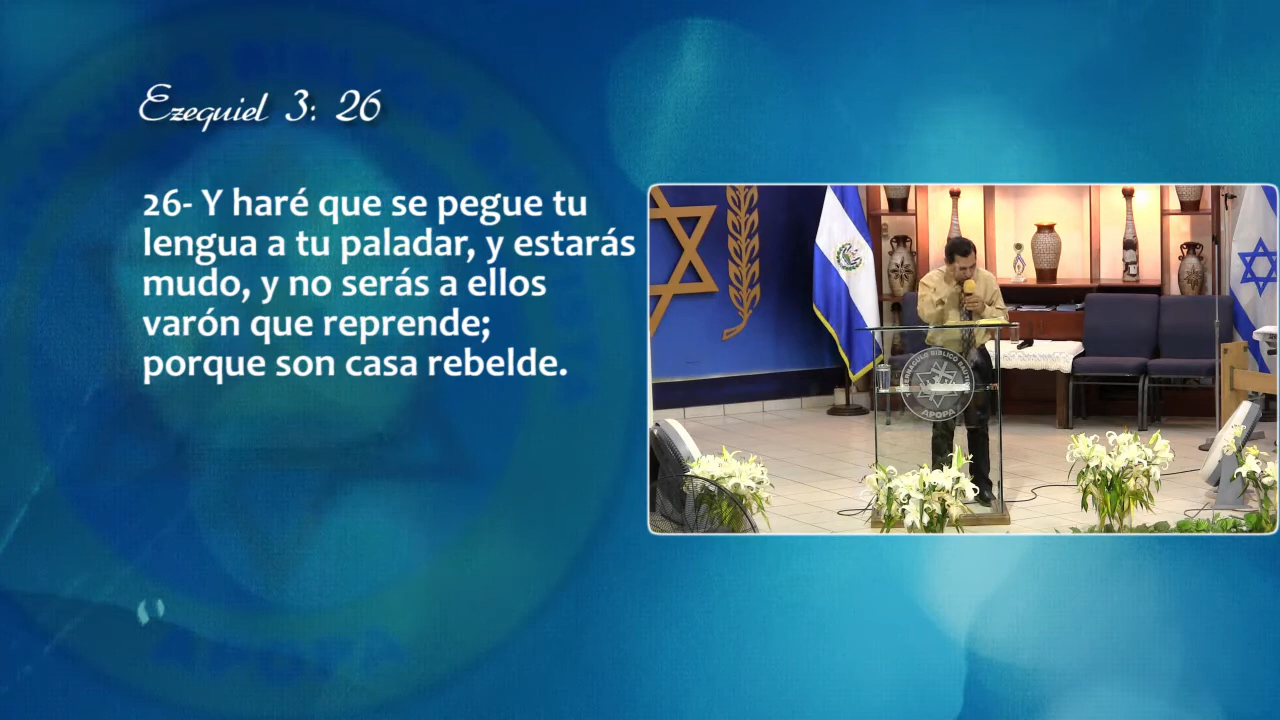 Ezequiel 3: 26
26- Y haré que se pegue tu
lengua a tu paladar, y estarás
mudo, y no serás a ellos
varón que reprende;
porque son casa rebelde.
APOPA
APOPA